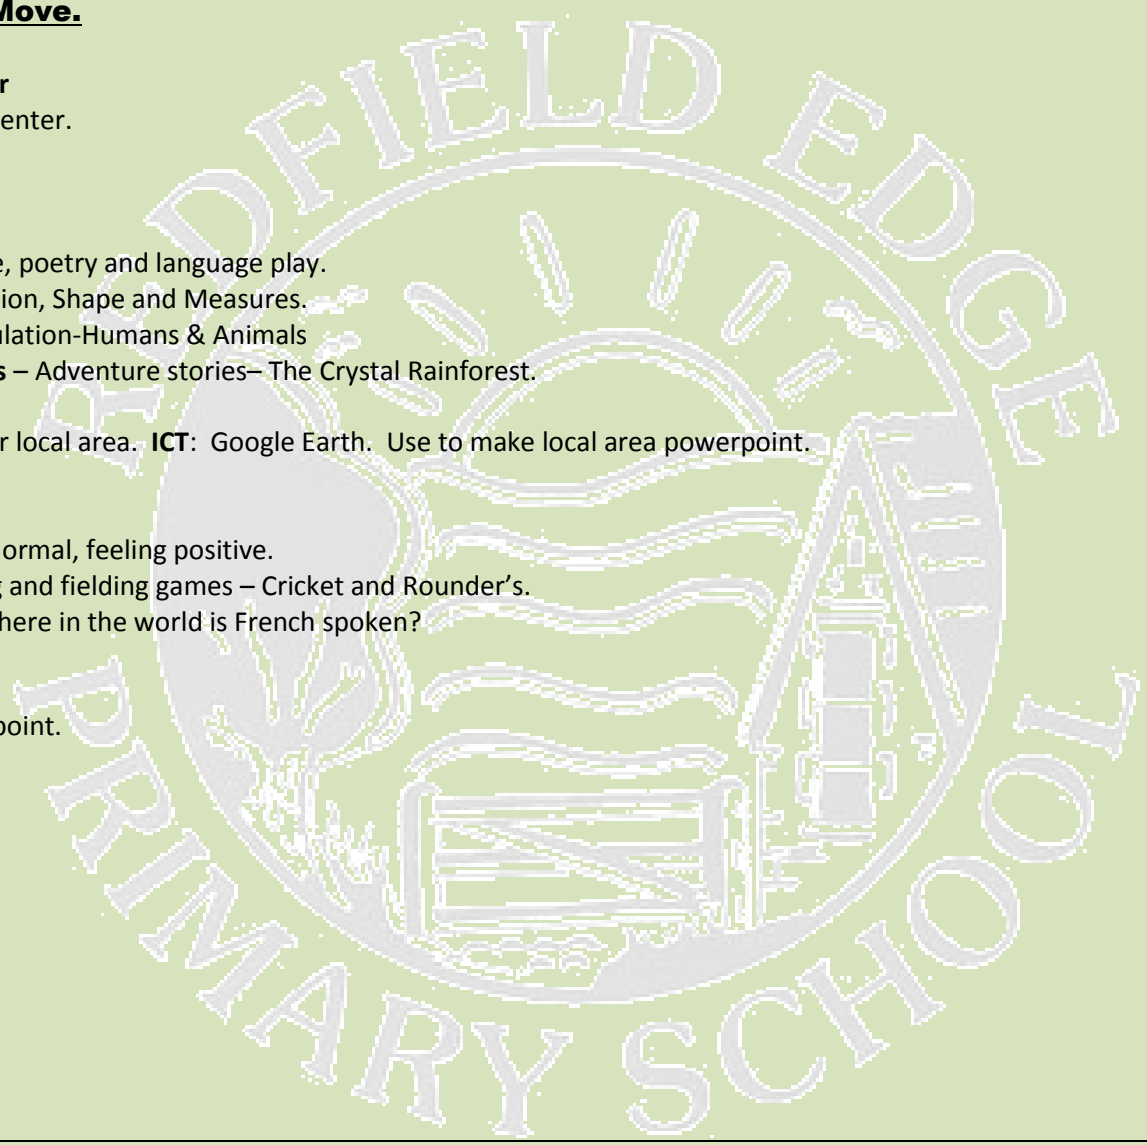 Move.
r
enter.
e, poetry and language play.
ion, Shape and Measures.
ulation-Humans & Animals
s – Adventure stories– The Crystal Rainforest.
r local area.  ICT:  Google Earth.  Use to make local area powerpoint.
ormal, feeling positive.
g and fielding games – Cricket and Rounder's.
here in the world is French spoken?
point.
REDFIELD EDGE
PRIMARY SCHOOL